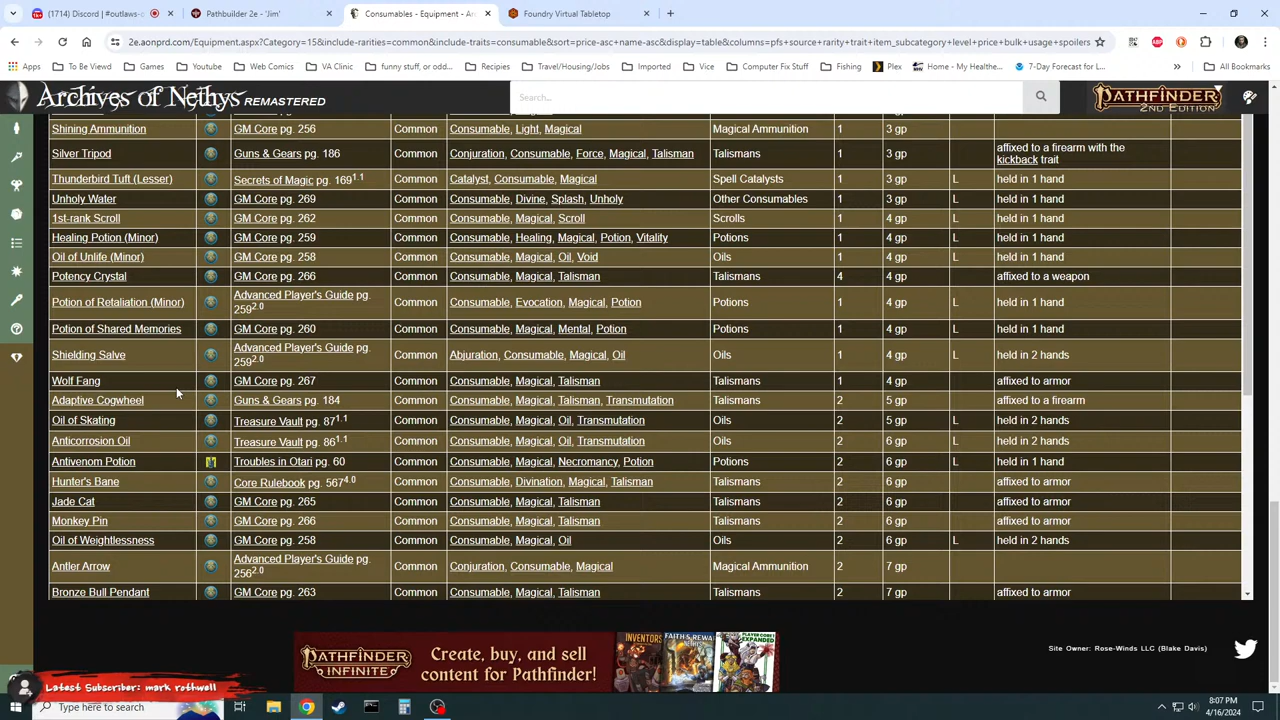 (1714) Discord | #outlaws-o
Pathbuilder 2e - 'Jim'
Consumables - Equipment - Ar
Foundry Virtual Tabletop
2e.aonprd.com/Equipment.aspx?Category=15&include-rarities=common&include-traits=consumable&sort=price-asc+name-asc&display=table&columns=pfs+source+rarity+trait+item_subcategory+level+price+bulk+usage+spoilers
Apps To Be Viewd Games Youtube Web Comics VA Clinic funny stuff, or odd... Recipies Travel/Housing/Jobs Imported Vice Computer Fix Stuff Fishing Plex Home - My Healthe... 7-Day Forecast for L... » All Bookmarks
Archives of Nethys REMASTERED Search... PATHFINDER 2ND EDITION
Shining Ammunition GM Core pg. 256 Common Consumable, Light, Magical Magical Ammunition 1 3 gp
Silver Tripod Guns & Gears pg. 186 Common Conjuration, Consumable, Force, Magical, Talisman Talismans 1 3 gp affixed to a firearm with the kickback trait
Thunderbird Tuft (Lesser) Secrets of Magic pg. 169 1.1 Common Catalyst, Consumable, Magical Spell Catalysts 1 3 gp L held in 1 hand
Unholy Water GM Core pg. 269 Common Consumable, Divine, Splash, Unholy Other Consumables 1 3 gp L held in 1 hand
1st-rank Scroll GM Core pg. 262 Common Consumable, Magical, Scroll Scrolls 1 4 gp L held in 1 hand
Healing Potion (Minor) GM Core pg. 259 Common Consumable, Healing, Magical, Potion, Vitality Potions 1 4 gp L held in 1 hand
Oil of Unlife (Minor) GM Core pg. 258 Common Consumable, Magical, Oil, Void Oils 1 4 gp L held in 1 hand
Potency Crystal GM Core pg. 266 Common Consumable, Magical, Talisman Talismans 4 4 gp affixed to a weapon
Potion of Retaliation (Minor) Advanced Player's Guide pg. 259 2.0 Common Consumable, Evocation, Magical, Potion Potions 1 4 gp L held in 1 hand
Potion of Shared Memories GM Core pg. 260 Common Consumable, Magical, Mental, Potion Potions 1 4 gp L held in 1 hand
Shielding Salve Advanced Player's Guide pg. 259 2.0 Common Abjuration, Consumable, Magical, Oil Oils 1 4 gp L held in 2 hands
Wolf Fang GM Core pg. 267 Common Consumable, Magical, Talisman Talismans 1 4 gp affixed to armor
Adaptive Cogwheel Guns & Gears pg. 184 Common Consumable, Magical, Talisman, Transmutation Talismans 2 5 gp affixed to a firearm
Oil of Skating Treasure Vault pg. 87 1.1 Common Consumable, Magical, Oil, Transmutation Oils 2 5 gp L held in 2 hands
Anticorrosion Oil Treasure Vault pg. 86 1.1 Common Consumable, Magical, Oil, Transmutation Oils 2 6 gp L held in 2 hands
Antivenom Potion Troubles in Otari pg. 60 Common Consumable, Magical, Necromancy, Potion Potions 2 6 gp L held in 1 hand
Hunter's Bane Core Rulebook pg. 567 4.0 Common Consumable, Divination, Magical, Talisman Talismans 2 6 gp affixed to armor
Jade Cat GM Core pg. 265 Common Consumable, Magical, Talisman Talismans 2 6 gp affixed to armor
Monkey Pin GM Core pg. 266 Common Consumable, Magical, Talisman Talismans 2 6 gp affixed to armor
Oil of Weightlessness GM Core pg. 258 Common Consumable, Magical, Oil Oils 2 6 gp L held in 2 hands
Antler Arrow Advanced Player's Guide pg. 256 2.0 Common Conjuration, Consumable, Magical Magical Ammunition 2 7 gp
Bronze Bull Pendant GM Core pg. 263 Common Consumable, Magical, Talisman Talismans 2 7 gp affixed to armor
PATHFINDER INFINITE
Create, buy, and sell
content for Pathfinder!
INVENTORS
Site Owner: Rose-Winds LLC (Blake Davis)
Latest Subscriber: mark rothwell
Type here to search
8:07 PM
4/16/2024